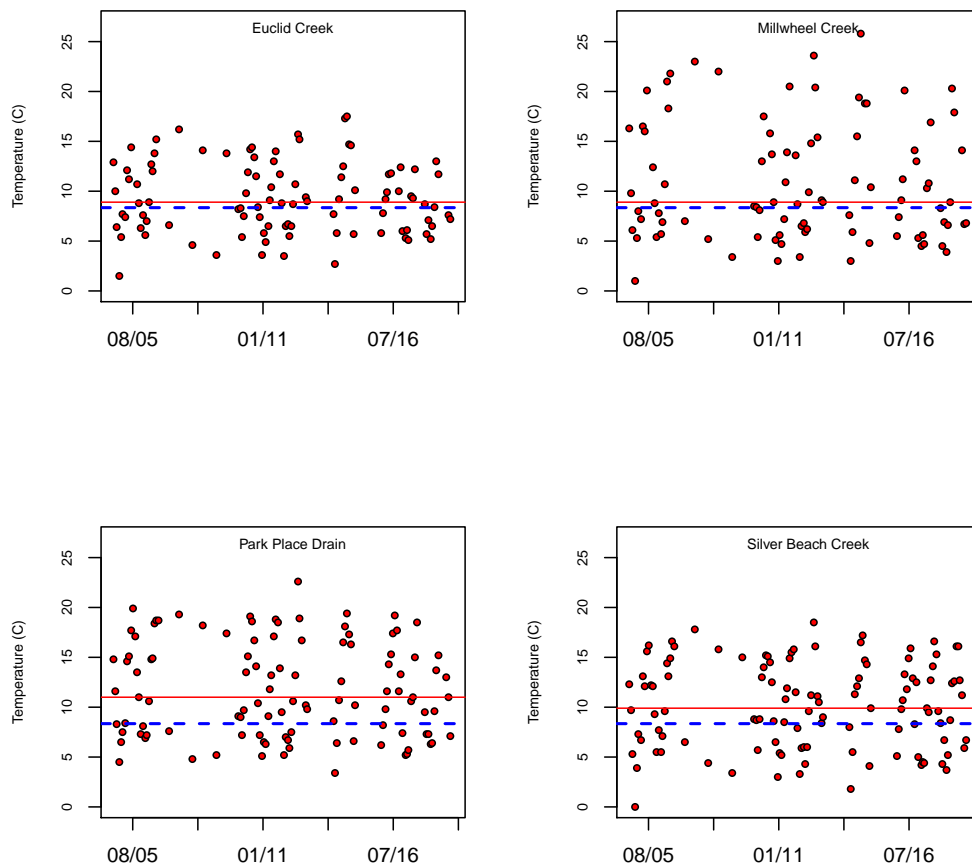 Euclid Creek
Temperature (C)
25
20
15
10
5
0
08/05 01/11 07/16
Millwheel Creek
Temperature (C)
25
20
15
10
5
0
08/05 01/11 07/16
Park Place Drain
Temperature (C)
25
20
15
10
5
0
08/05 01/11 07/16
Silver Beach Creek
Temperature (C)
25
20
15
10
5
0
08/05 01/11 07/16